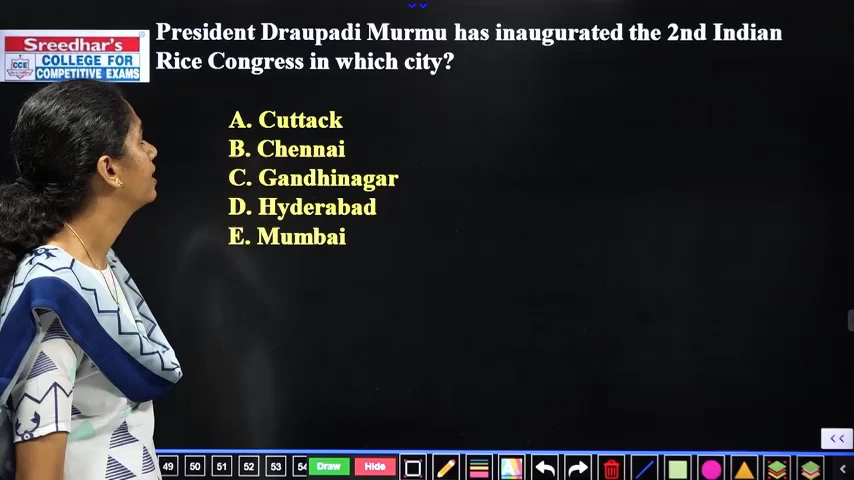 President Draupadi Murmu has inaugurated the 2nd Indian
Rice Congress in which city?
Sreedhar's
CCE
COLLEGE FOR
COMPETITIVE EXAMS
A. Cuttack
B. Chennai
C. Gandhinagar
D. Hyderabad
E. Mumbai
<<
49 50 51 52 53 54 Draw Hide A <